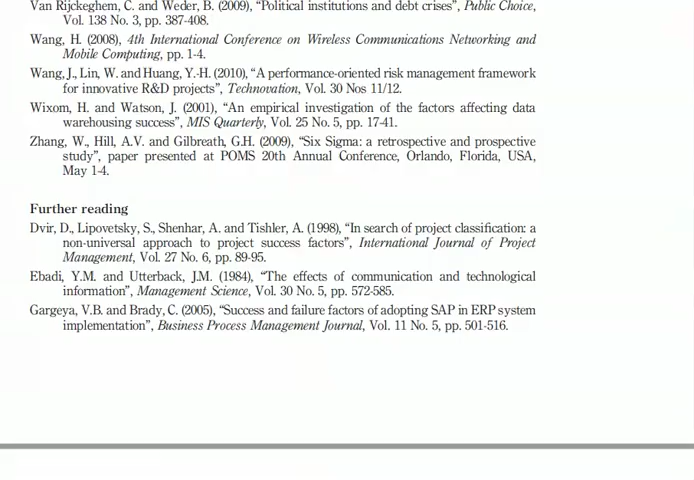 Van Rijckeghem, C. and Weder, B. (2009), “Political institutions and debt crises”, Public Choice,
Vol. 138 No. 3, pp. 387-408.
Wang, H. (2008), 4th International Conference on Wireless Communications Networking and
Mobile Computing, pp. 1-4.
Wang, J., Lin, W. and Huang, Y.-H. (2010), “A performance-oriented risk management framework
for innovative R&D projects”, Technovation, Vol. 30 Nos 11/12.
Wixom, H. and Watson, J. (2001), “An empirical investigation of the factors affecting data
warehousing success”, MIS Quarterly, Vol. 25 No. 5, pp. 17-41.
Zhang, W., Hill, A.V. and Gilbreath, G.H. (2009), “Six Sigma: a retrospective and prospective
study”, paper presented at POMS 20th Annual Conference, Orlando, Florida, USA,
May 1-4.
Further reading
Dvir, D., Lipovetsky, S., Shenhar, A. and Tishler, A. (1998), “In search of project classification: a
non-universal approach to project success factors”, International Journal of Project
Management, Vol. 27 No. 6, pp. 89-95.
Ebadi, Y.M. and Utterback, J.M. (1984), “The effects of communication and technological
information”, Management Science, Vol. 30 No. 5, pp. 572-585.
Gargeya, V.B. and Brady, C. (2005), “Success and failure factors of adopting SAP in ERP system
implementation”, Business Process Management Journal, Vol. 11 No. 5, pp. 501-516.